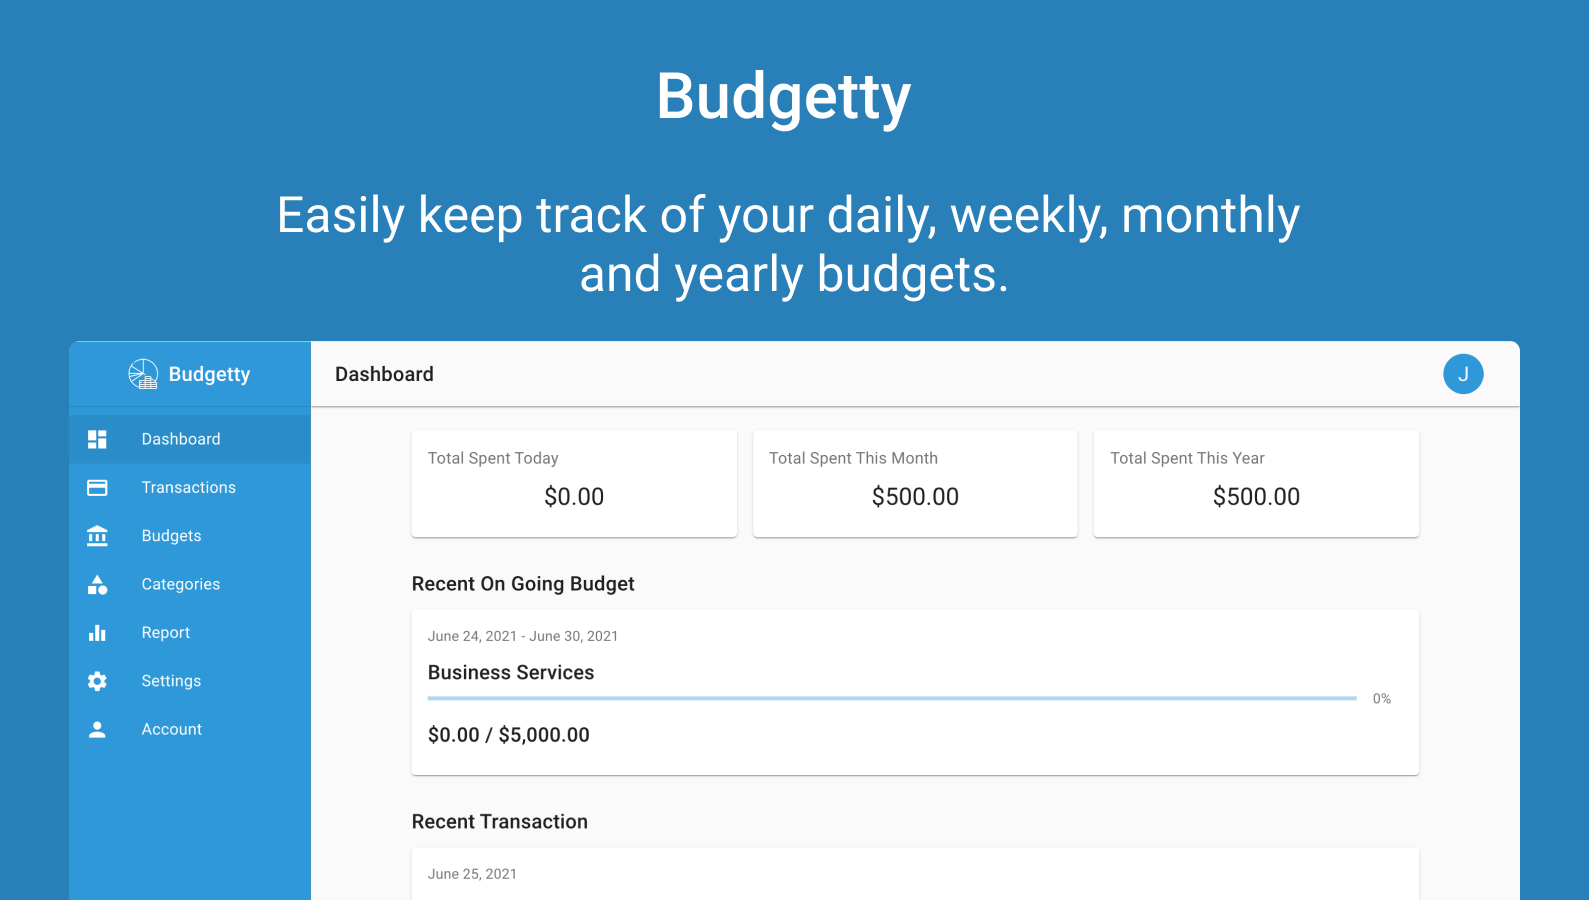 Budgetty
Easily keep track of your daily, weekly, monthly
and yearly budgets.
Budgetty
Dashboard
J
Dashboard
Transactions
Budgets
Categories
Report
Settings
Account
Total Spent Today
$0.00
Total Spent This Month
$500.00
Total Spent This Year
$500.00
Recent On Going Budget
June 24, 2021 - June 30, 2021
Business Services
0%
$0.00 / $5,000.00
Recent Transaction
June 25, 2021